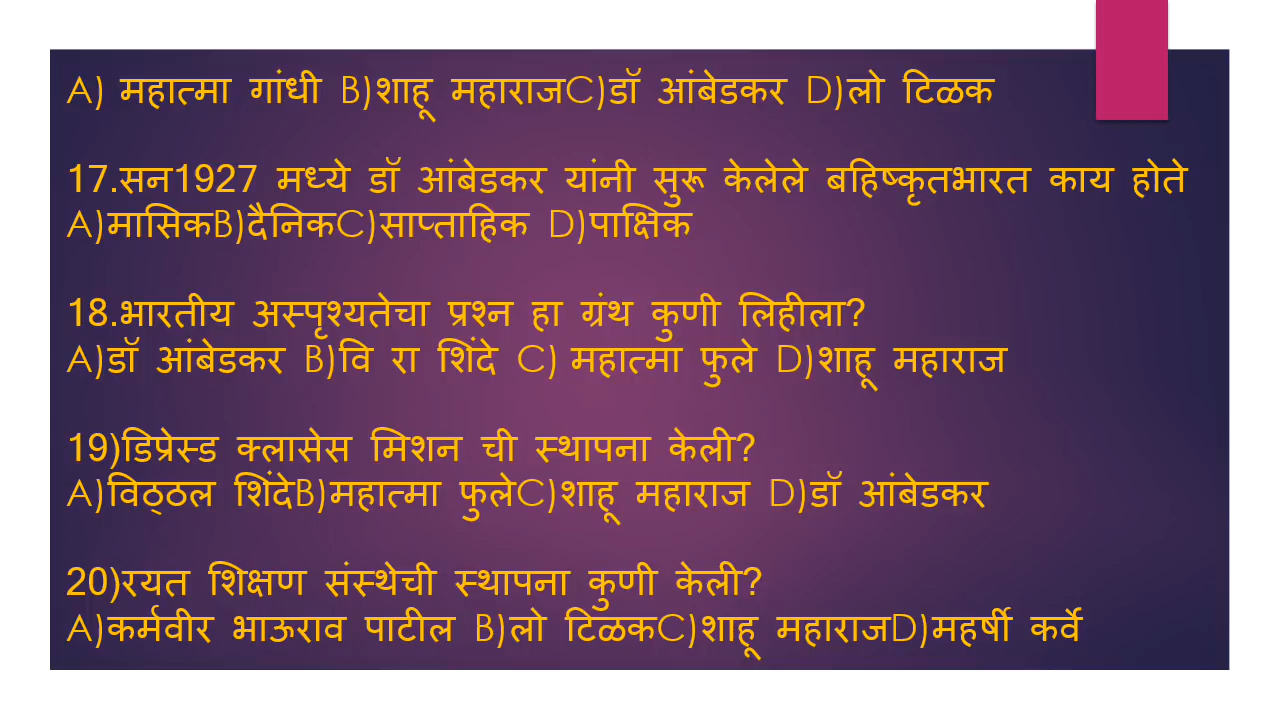 A) महात्मा गांधी B)शाहू महाराजC)डॉ आंबेडकर D)लो टिळक
17.सन1927 मध्ये डॉ आंबेडकर यांनी सुरू केलेले बहिष्कृतभारत काय होते
A)मासिकB)दैनिकC)साप्ताहिक D)पाक्षिक
18.भारतीय अस्पृश्यतेचा प्रश्न हा ग्रंथ कुणी लिहीला?
A)डॉ आंबेडकर B)वि रा शिंदे C) महात्मा फुले D)शाहू महाराज
19)डिप्रेस्ड क्लासेस मिशन ची स्थापना केली?
A)विठ्ठल शिंदेB)महात्मा फुलेC)शाहू महाराज D)डॉ आंबेडकर
20)रयत शिक्षण संस्थेची स्थापना कुणी केली?
A)कर्मवीर भाऊराव पाटील B)लो टिळकC)शाहू महाराजD)महर्षी कर्वे